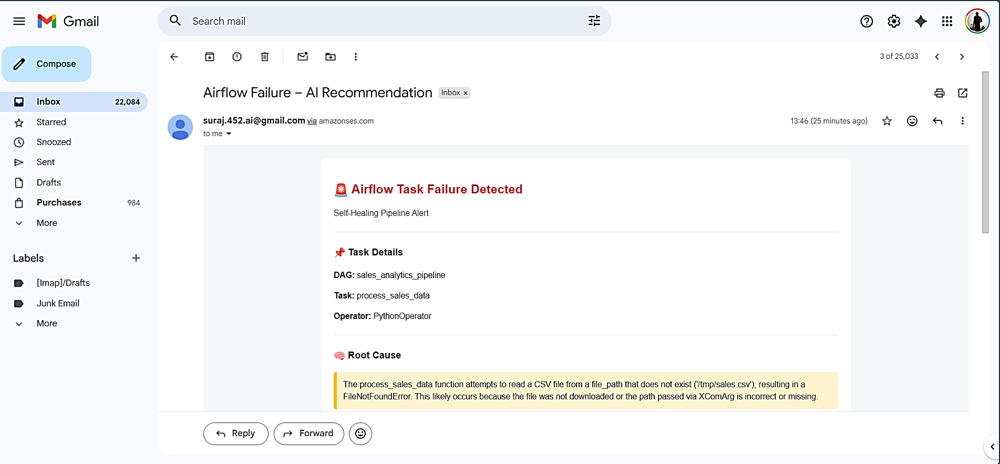 Gmail
Search mail
Compose
3 of 25,033
Airflow Failure – AI Recommendation
Inbox ×
Inbox 22,084
Starred
Snoozed
Sent
Drafts
Purchases 984
More
Labels +
[Imap]/Drafts
Junk Email
More
suraj.452.ai@gmail.com via amazonses.com
13:46 (25 minutes ago)
to me
Airflow Task Failure Detected
Self-Healing Pipeline Alert
Task Details
DAG: sales_analytics_pipeline
Task: process_sales_data
Operator: PythonOperator
Root Cause
The process_sales_data function attempts to read a CSV file from a file_path that does not exist ('/tmp/sales.csv'), resulting in a
FileNotFoundError. This likely occurs because the file was not downloaded or the path passed via XComArg is incorrect or missing.
Reply
Forward